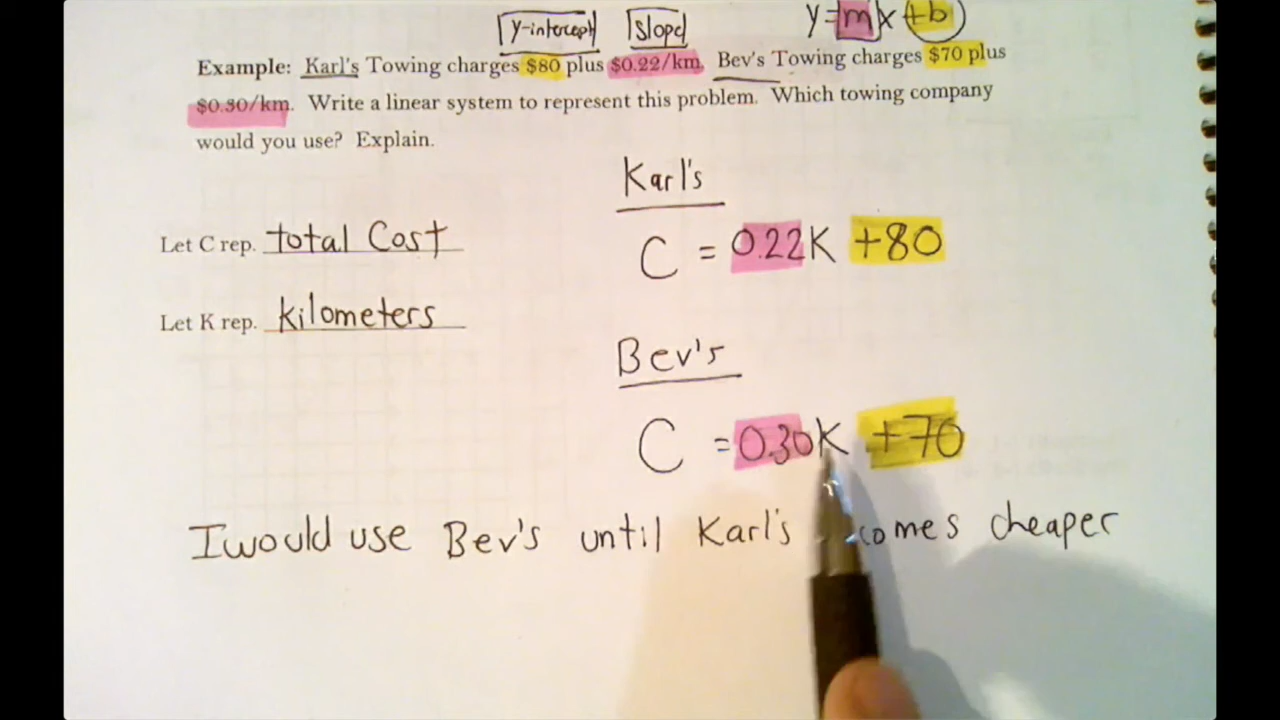 y-intercept slope y=mx+b
Example: Karl's Towing charges $80 plus $0.22/km. Bev's Towing charges $70 plus
$0.30/km. Write a linear system to represent this problem. Which towing company
would you use? Explain.
Karl's
Let C rep. total Cost
C = 0.22K +80
Let K rep. kilometers
Bev's
C = 0.30K +70
I would use Bev's until Karl's comes cheaper